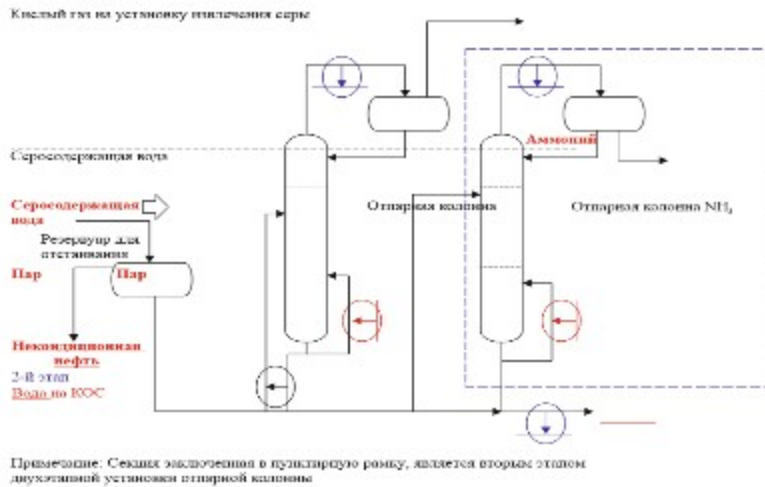 Кислый газ на установку извлечения серы
Аммоний
Серосодержащая вода
Серосодержащая
вода
Отпарная колонна
Отпарная колонна NH₃
Резервуар для
отстаивания
Пар
Пар
Некондиционная
нефть
2-й этап
Вода на КОС
Примечание: Секция заключенная в пунктирную рамку, является вторым этапом
двухэтапной установки отпарной колонны